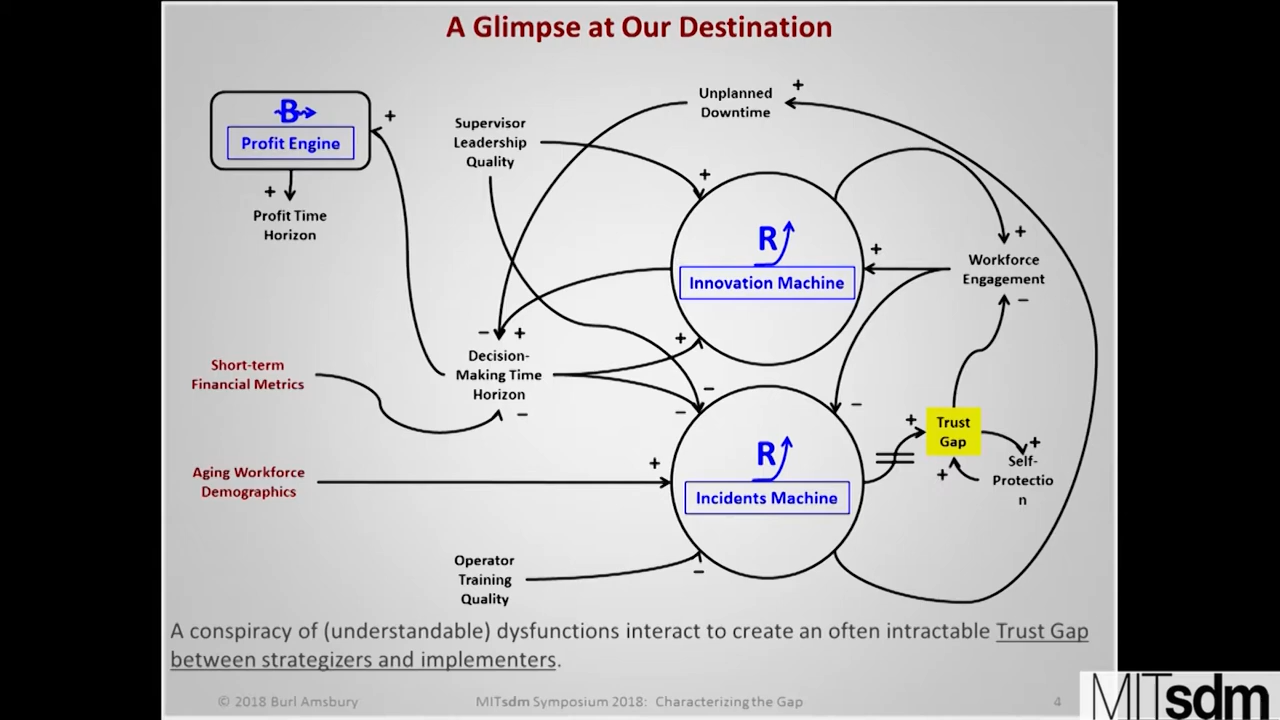 A Glimpse at Our Destination
B
Profit Engine
+
+
Profit Time
Horizon
Supervisor
Leadership
Quality
Unplanned
Downtime
+
+
R
Innovation Machine
+
+
Workforce
Engagement
−
− +
Decision-
Making Time
Horizon
−
+
−
−
−
Short-term
Financial Metrics
Aging Workforce
Demographics
+
R
Incidents Machine
+
Trust
Gap
+
+
Self-
Protectio
n
Operator
Training
Quality
−
A conspiracy of (understandable) dysfunctions interact to create an often intractable Trust Gap
between strategizers and implementers.
© 2018 Burl Amsbury
MITsdm Symposium 2018: Characterizing the Gap
4
MITsdm